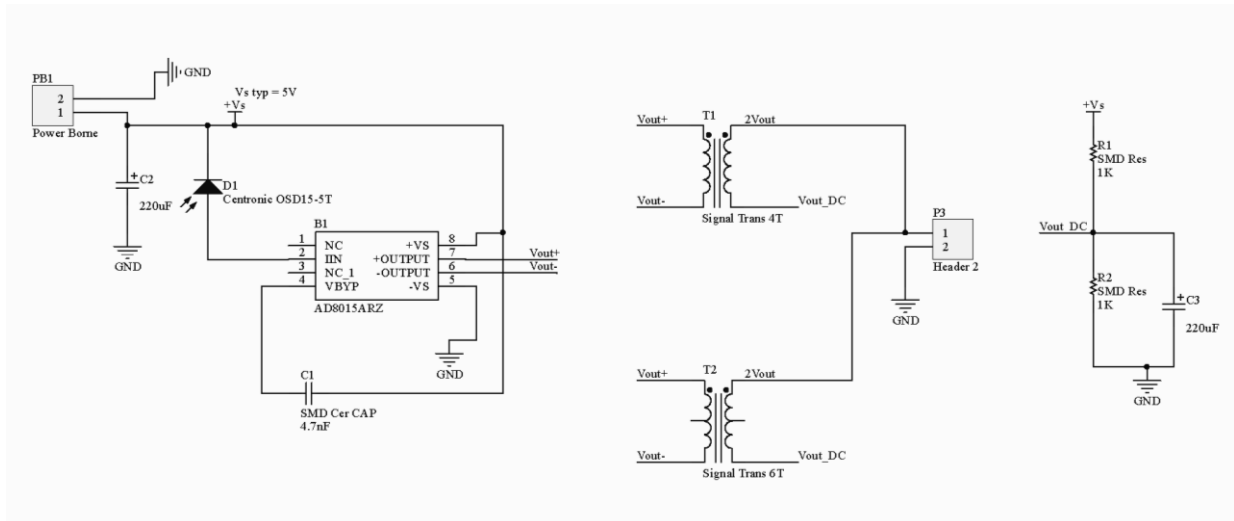 PB1
2
1
Power Borne
GND
Vs typ = 5V
+Vs
+
C2
220uF
GND
D1
Centronic OSD15-5T
B1
1
2
3
4
NC
IIN
NC_1
VBYP
+VS
+OUTPUT
-OUTPUT
-VS
8
7
6
5
Vout+
Vout-
AD8015ARZ
GND
C1
SMD Cer CAP
4.7nF
Vout+
T1
2Vout
Vout-
Vout_DC
Signal Trans 4T
P3
1
2
Header 2
GND
Vout+
T2
2Vout
Vout-
Vout_DC
Signal Trans 6T
+Vs
R1
SMD Res
1K
Vout_DC
R2
SMD Res
1K
+
C3
220uF
GND